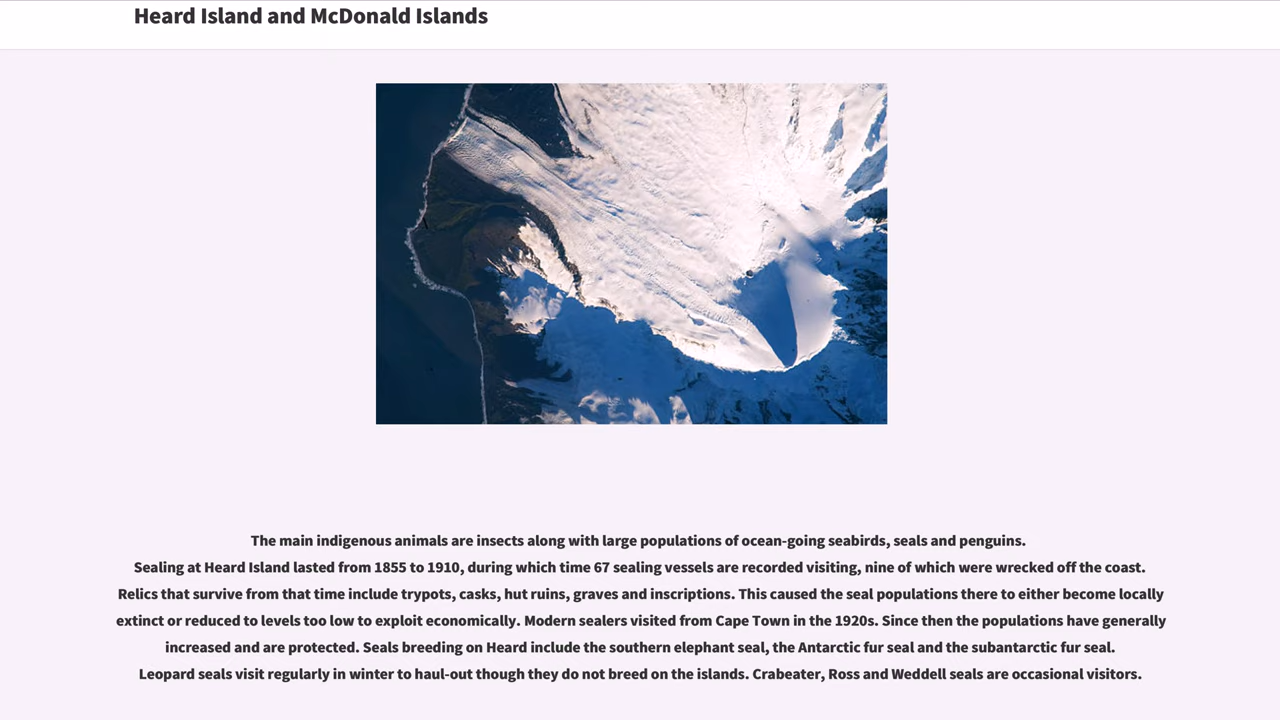 Heard Island and McDonald Islands
The main indigenous animals are insects along with large populations of ocean-going seabirds, seals and penguins.
Sealing at Heard Island lasted from 1855 to 1910, during which time 67 sealing vessels are recorded visiting, nine of which were wrecked off the coast.
Relics that survive from that time include trypots, casks, hut ruins, graves and inscriptions. This caused the seal populations there to either become locally
extinct or reduced to levels too low to exploit economically. Modern sealers visited from Cape Town in the 1920s. Since then the populations have generally
increased and are protected. Seals breeding on Heard include the southern elephant seal, the Antarctic fur seal and the subantarctic fur seal.
Leopard seals visit regularly in winter to haul-out though they do not breed on the islands. Crabeater, Ross and Weddell seals are occasional visitors.